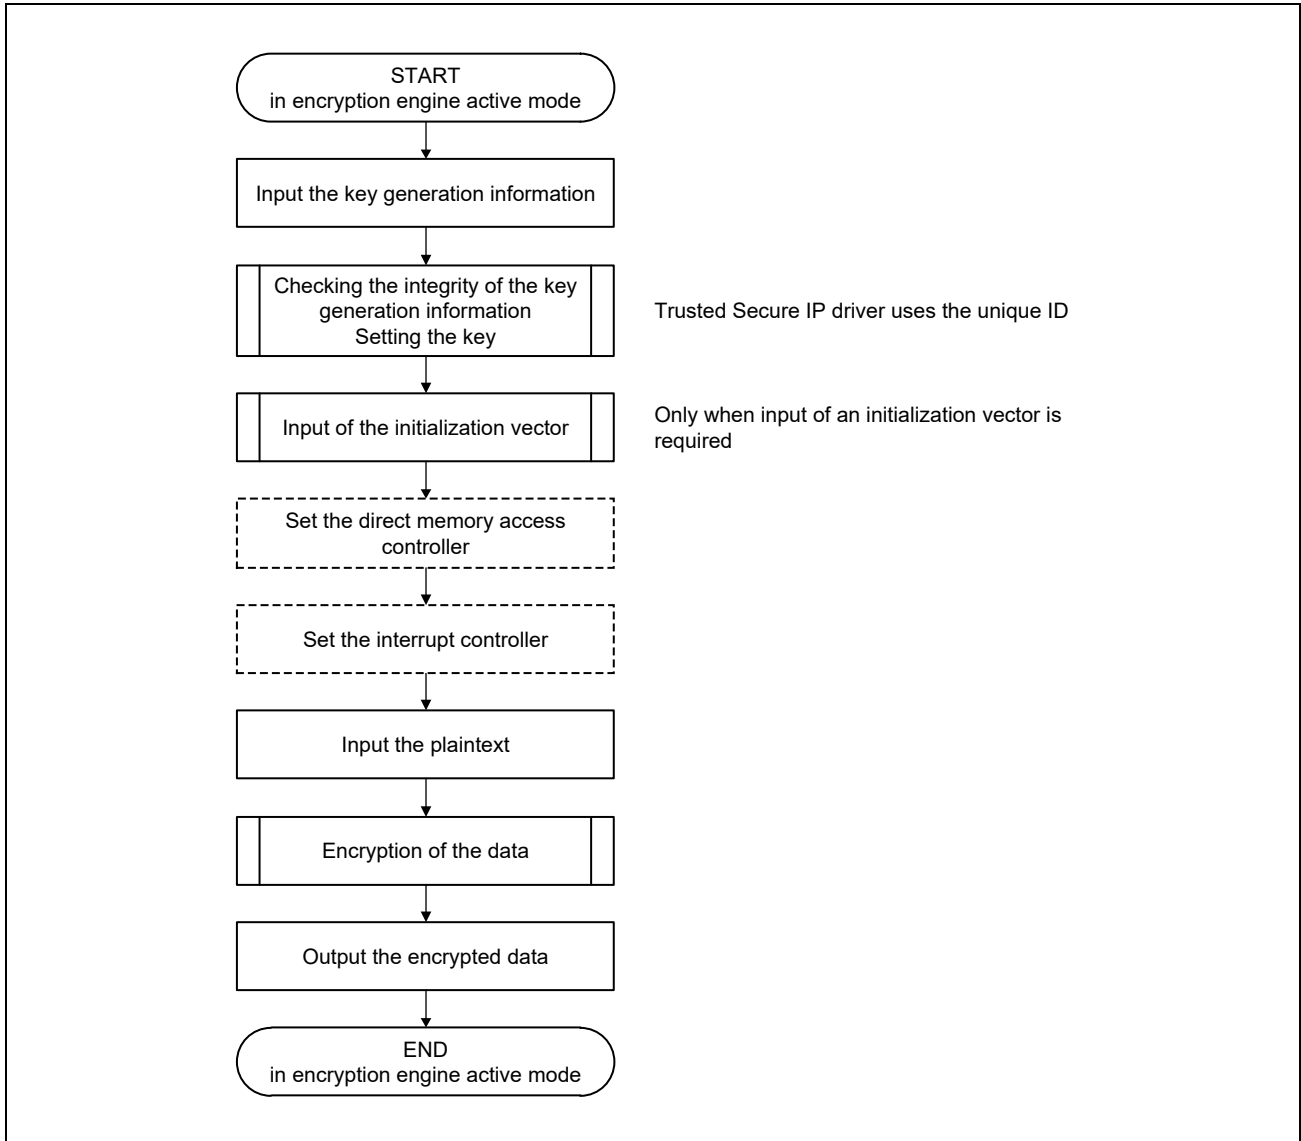 START
in encryption engine active mode
Input the key generation information
Checking the integrity of the key
generation information
Setting the key
Trusted Secure IP driver uses the unique ID
Input of the initialization vector
Only when input of an initialization vector is
required
Set the direct memory access
controller
Set the interrupt controller
Input the plaintext
Encryption of the data
Output the encrypted data
END
in encryption engine active mode